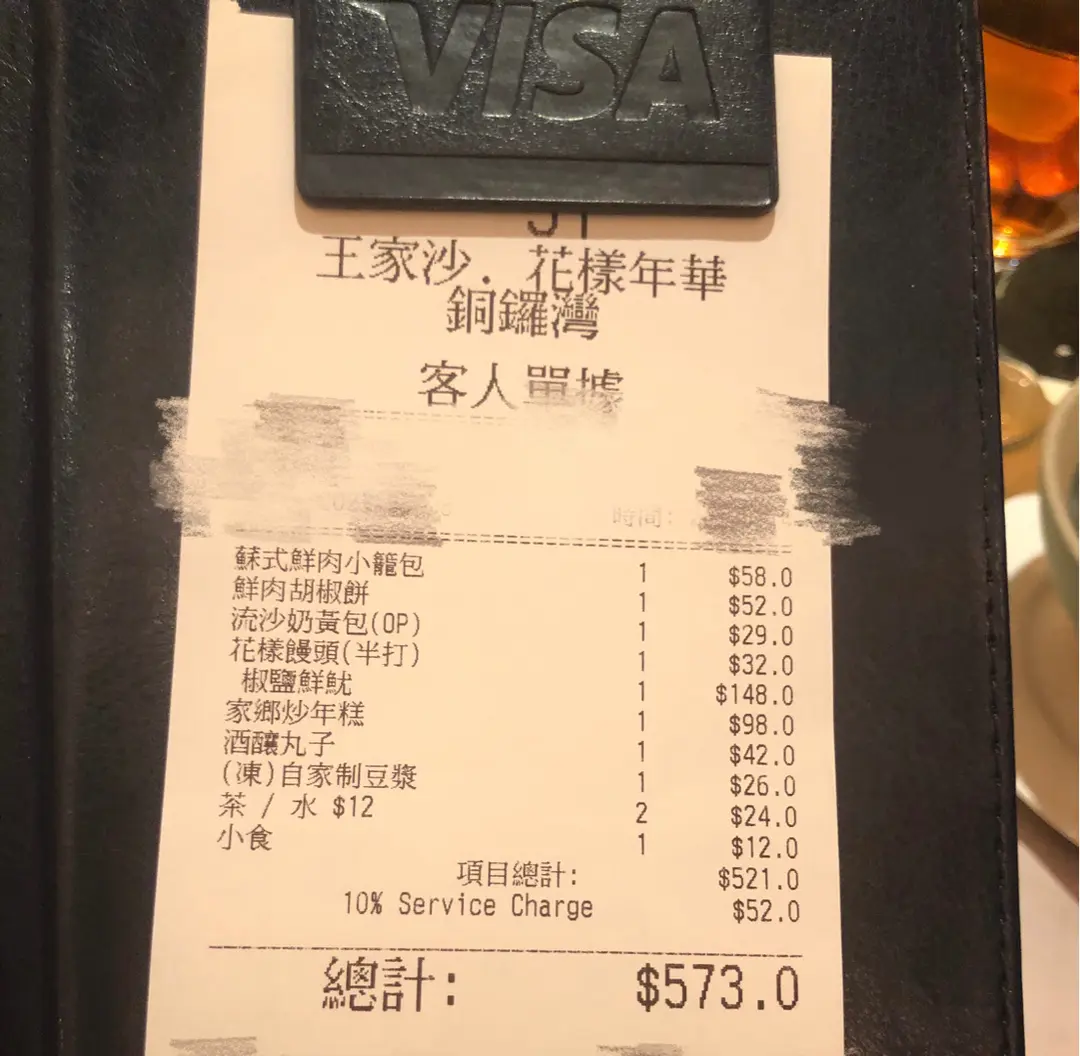 VISA
王家沙．花樣年華
銅鑼灣
客人單據
時間:
蘇式鮮肉小籠包 1 $58.0
鮮肉胡椒餅 1 $52.0
流沙奶黃包(OP) 1 $29.0
花樣饅頭(半打) 1 $32.0
椒鹽鮮魷 1 $148.0
家鄉炒年糕 1 $98.0
酒釀丸子 1 $42.0
(凍)自家制豆漿 1 $26.0
茶 / 水 $12 2 $24.0
小食 1 $12.0
項目總計: $521.0
10% Service Charge $52.0
總計: $573.0